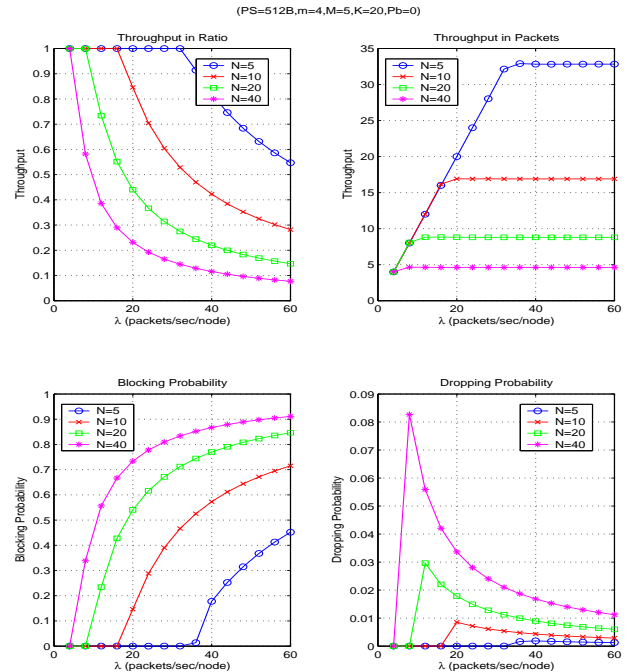 (PS=512B,m=4,M=5,K=20,Pb=0)
Throughput in Ratio
1
0.9
0.8
0.7
0.6
0.5
0.4
0.3
0.2
0.1
0
Throughput
N=5
N=10
N=20
N=40
0 20 40 60
λ (packets/sec/node)
Throughput in Packets
35
30
25
20
15
10
5
0
Throughput
N=5
N=10
N=20
N=40
0 20 40 60
λ (packets/sec/node)
Blocking Probability
1
0.9
0.8
0.7
0.6
0.5
0.4
0.3
0.2
0.1
0
Blocking Probability
N=5
N=10
N=20
N=40
0 20 40 60
λ (packets/sec/node)
Dropping Probability
0.09
0.08
0.07
0.06
0.05
0.04
0.03
0.02
0.01
0
Dropping Probability
N=5
N=10
N=20
N=40
0 20 40 60
λ (packets/sec/node)